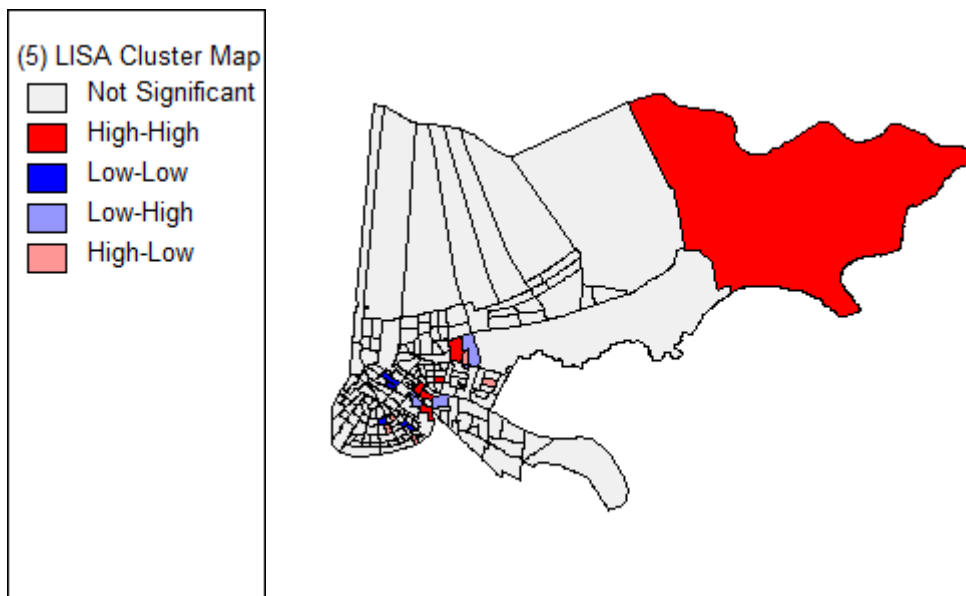 (5) LISA Cluster Map
Not Significant
High-High
Low-Low
Low-High
High-Low